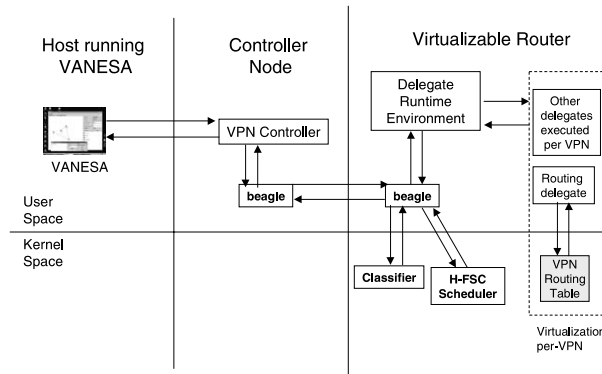 Host running
VANESA
Controller
Node
Virtualizable Router
VANESA
VPN Controller
Delegate
Runtime
Environment
Other
delegates
executed
per VPN
beagle
beagle
Routing
delegate
User
Space
Kernel
Space
Classifier
H-FSC
Scheduler
VPN
Routing
Table
Virtualization
per-VPN